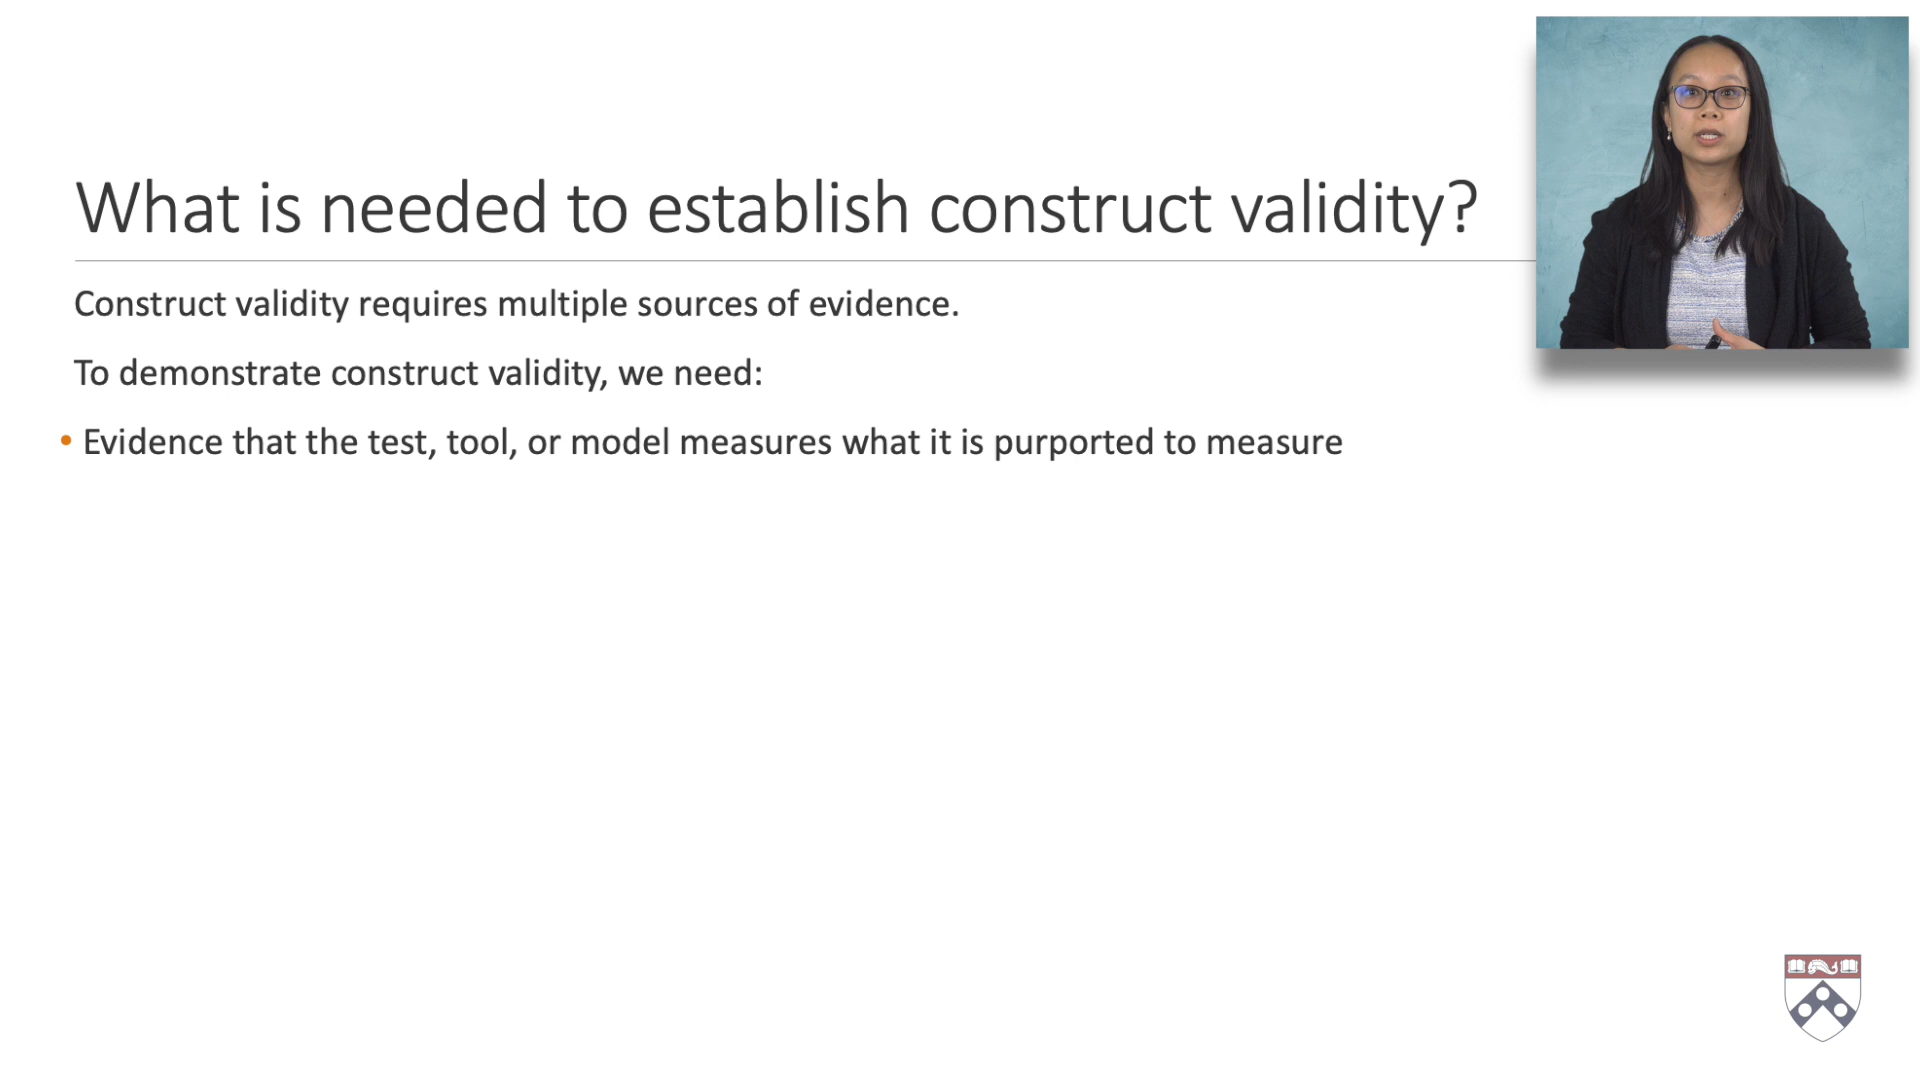 What is needed to establish construct validity?
Construct validity requires multiple sources of evidence.
To demonstrate construct validity, we need:
• Evidence that the test, tool, or model measures what it is purported to measure